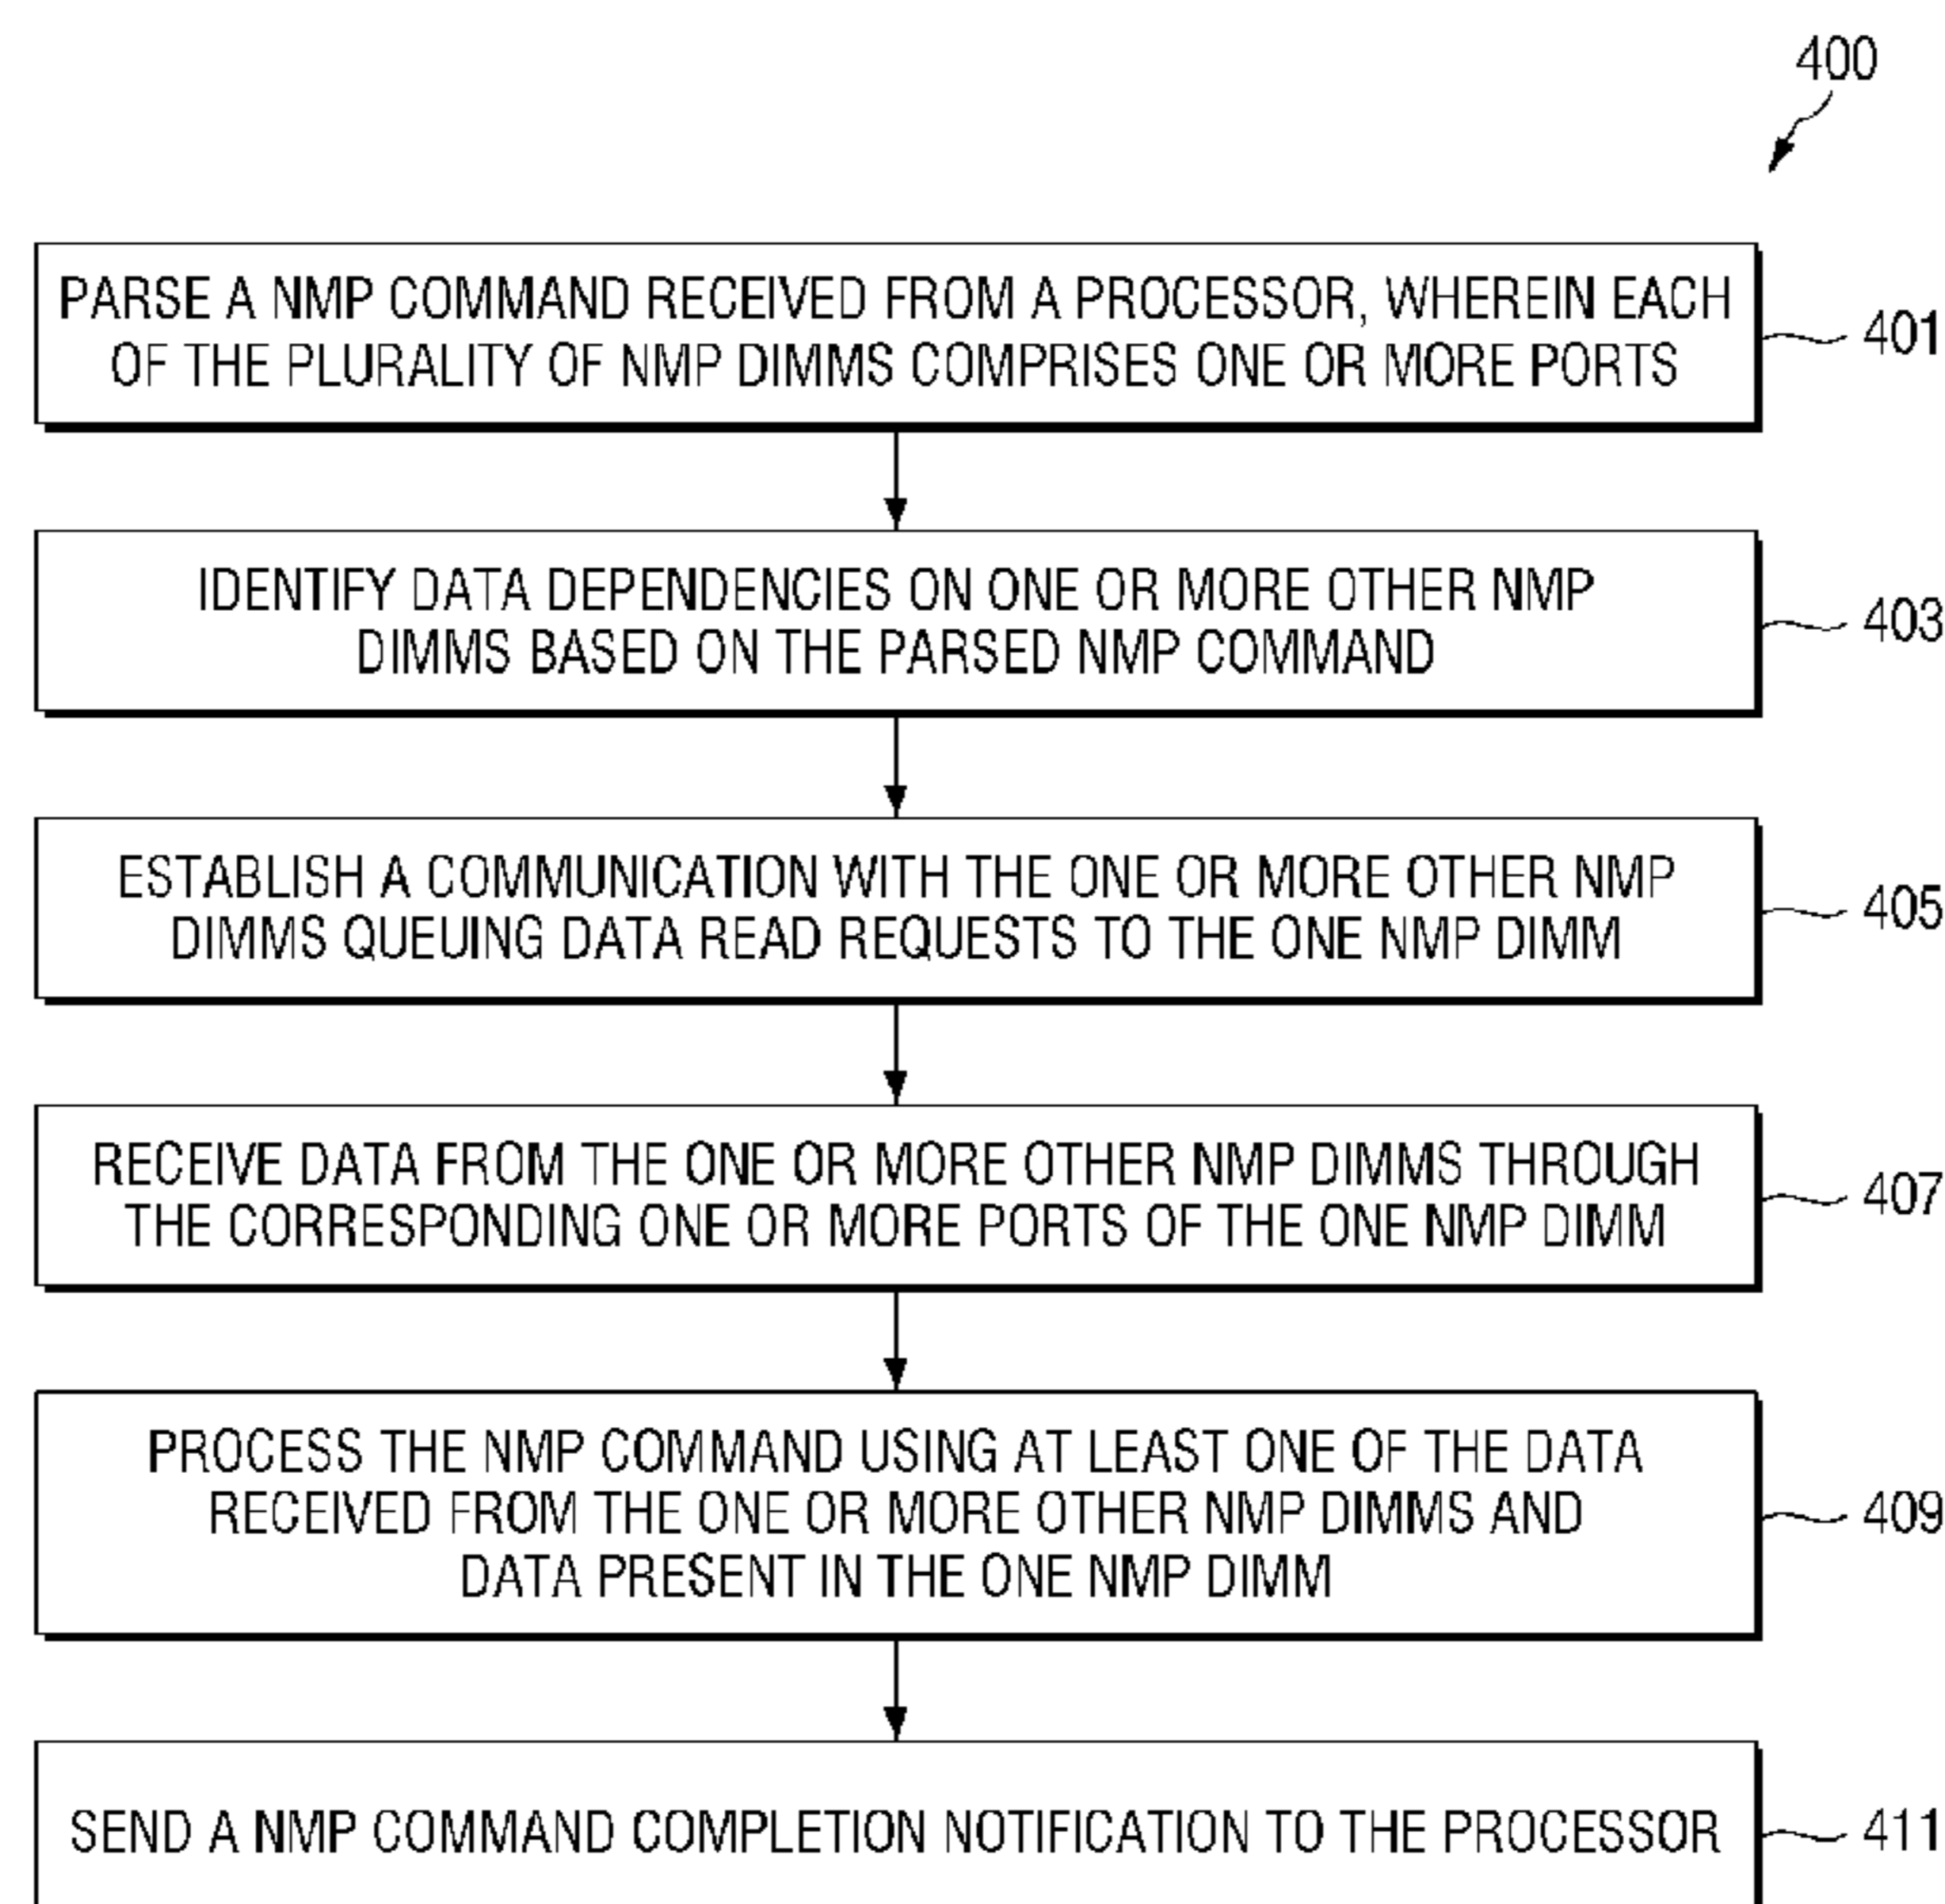 400
PARSE A NMP COMMAND RECEIVED FROM A PROCESSOR, WHEREIN EACH
OF THE PLURALITY OF NMP DIMMS COMPRISES ONE OR MORE PORTS
401
IDENTIFY DATA DEPENDENCIES ON ONE OR MORE OTHER NMP
DIMMS BASED ON THE PARSED NMP COMMAND
403
ESTABLISH A COMMUNICATION WITH THE ONE OR MORE OTHER NMP
DIMMS QUEUING DATA READ REQUESTS TO THE ONE NMP DIMM
405
RECEIVE DATA FROM THE ONE OR MORE OTHER NMP DIMMS THROUGH
THE CORRESPONDING ONE OR MORE PORTS OF THE ONE NMP DIMM
407
PROCESS THE NMP COMMAND USING AT LEAST ONE OF THE DATA
RECEIVED FROM THE ONE OR MORE OTHER NMP DIMMS AND
DATA PRESENT IN THE ONE NMP DIMM
409
SEND A NMP COMMAND COMPLETION NOTIFICATION TO THE PROCESSOR
411